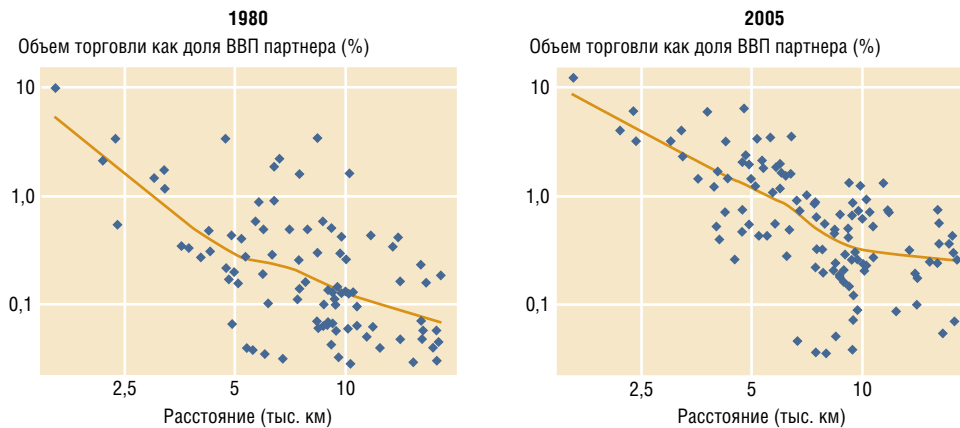 1980
Объем торговли как доля ВВП партнера (%)
10
1,0
0,1
2,5 5 10
Расстояние (тыс. км)
2005
Объем торговли как доля ВВП партнера (%)
10
1,0
0,1
2,5 5 10
Расстояние (тыс. км)